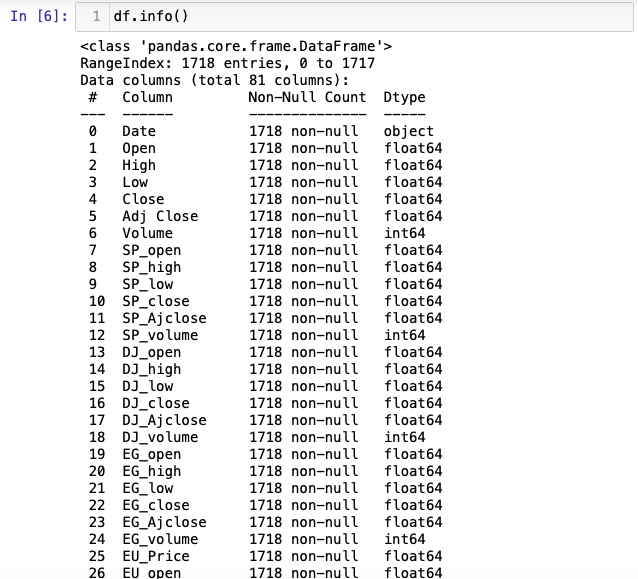 In [6]: 1 df.info()
<class 'pandas.core.frame.DataFrame'>
RangeIndex: 1718 entries, 0 to 1717
Data columns (total 81 columns):
 #   Column         Non-Null Count  Dtype
---  ------         --------------  -----
 0   Date           1718 non-null   object
 1   Open           1718 non-null   float64
 2   High           1718 non-null   float64
 3   Low            1718 non-null   float64
 4   Close          1718 non-null   float64
 5   Adj Close      1718 non-null   float64
 6   Volume         1718 non-null   int64
 7   SP_open        1718 non-null   float64
 8   SP_high        1718 non-null   float64
 9   SP_low         1718 non-null   float64
 10  SP_close       1718 non-null   float64
 11  SP_Ajclose     1718 non-null   float64
 12  SP_volume      1718 non-null   int64
 13  DJ_open        1718 non-null   float64
 14  DJ_high        1718 non-null   float64
 15  DJ_low         1718 non-null   float64
 16  DJ_close       1718 non-null   float64
 17  DJ_Ajclose     1718 non-null   float64
 18  DJ_volume      1718 non-null   int64
 19  EG_open        1718 non-null   float64
 20  EG_high        1718 non-null   float64
 21  EG_low         1718 non-null   float64
 22  EG_close       1718 non-null   float64
 23  EG_Ajclose     1718 non-null   float64
 24  EG_volume      1718 non-null   int64
 25  EU_Price       1718 non-null   float64
 26  EU_open        1718 non-null   float64